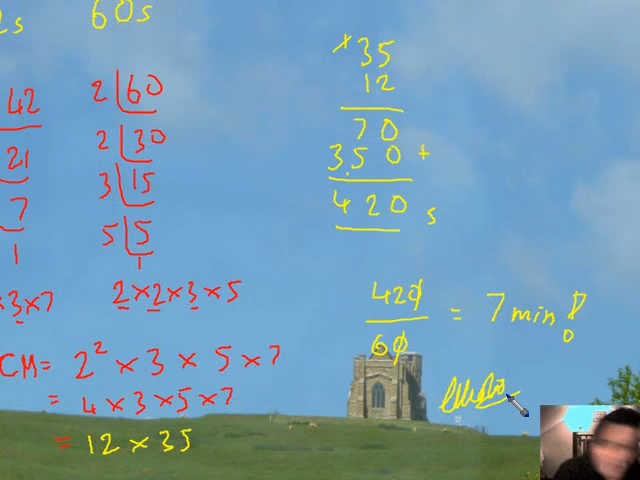 2s 60s
42 2 60
21 2 30
7 3 15
1 5 5
1
×3×7 2×2×3×5
CM= 2² × 3 × 5 × 7
= 4 × 3 × 5 × 7
= 12 × 35
× 35
12
70
350 +
420 s
420/60 = 7 min!